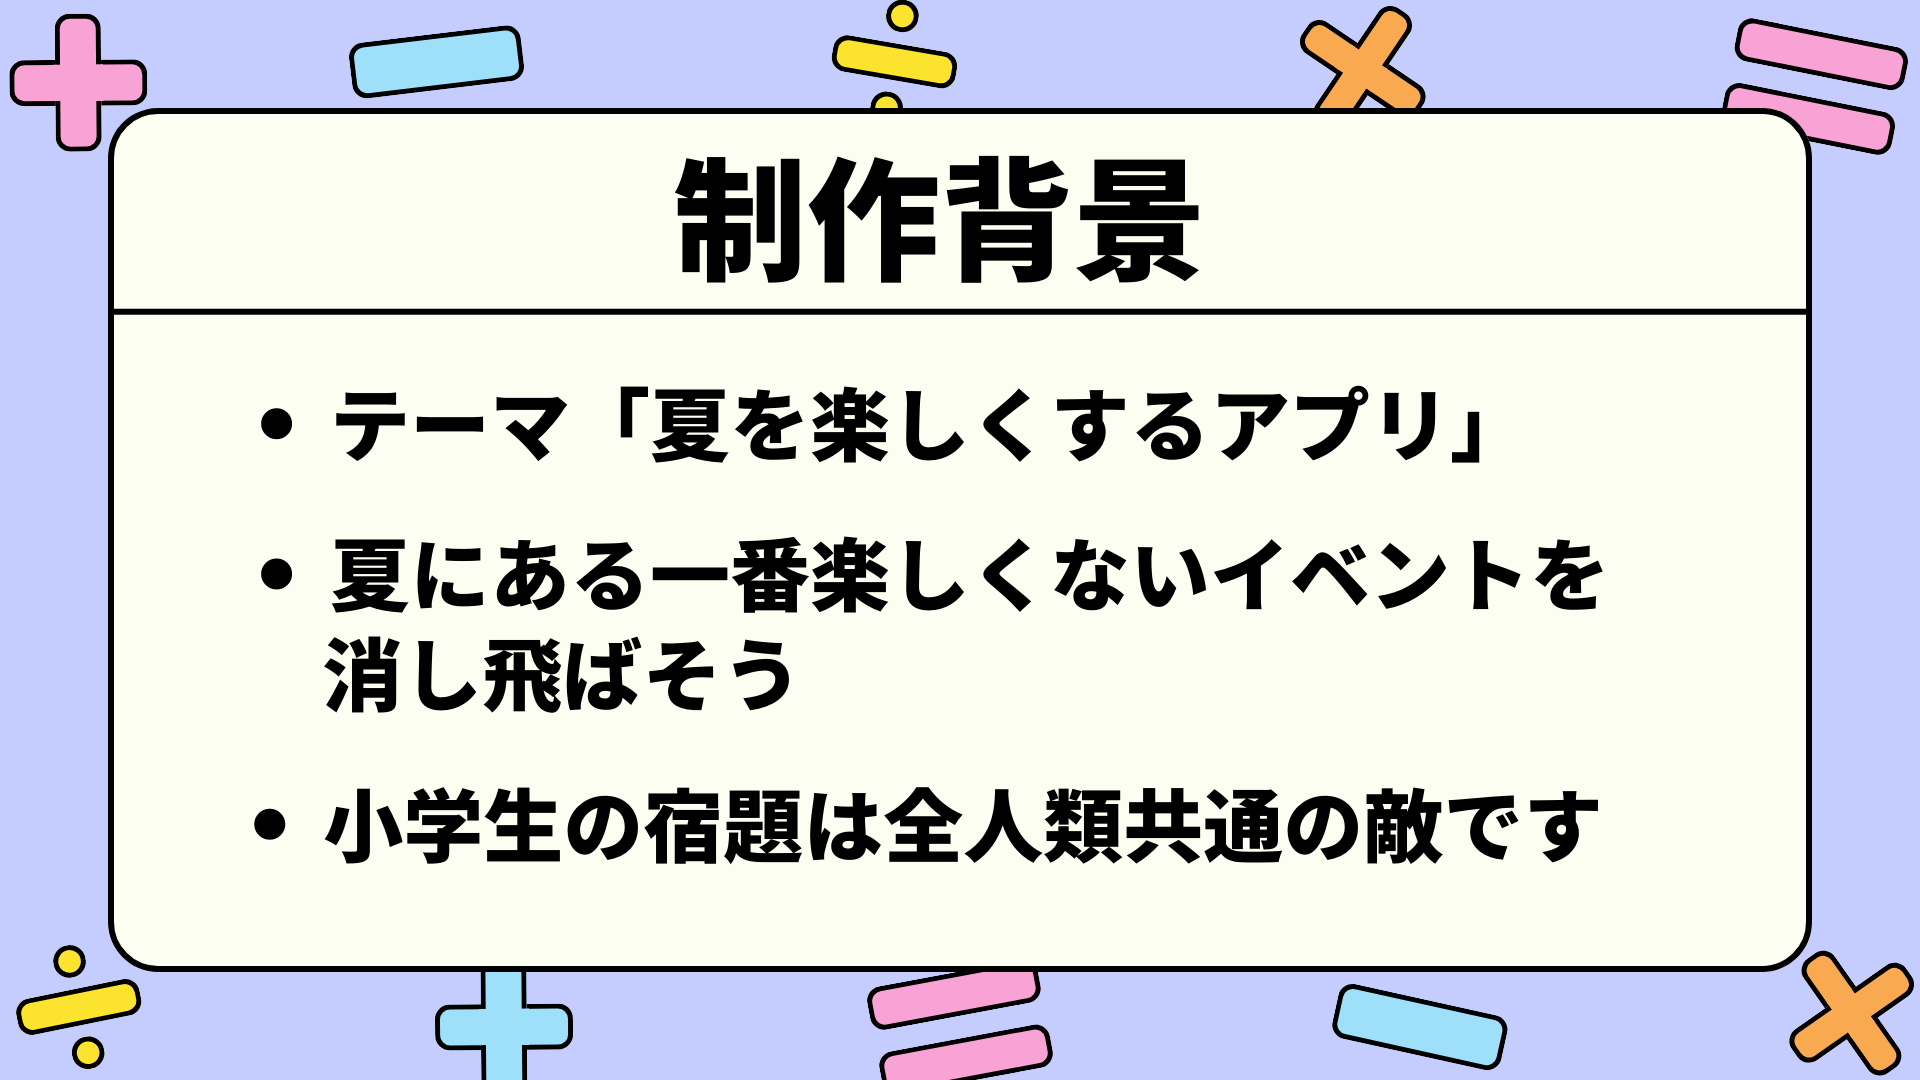 制作背景
• テーマ「夏を楽しくするアプリ」
• 夏にある一番楽しくないイベントを
消し飛ばそう
• 小学生の宿題は全人類共通の敵です